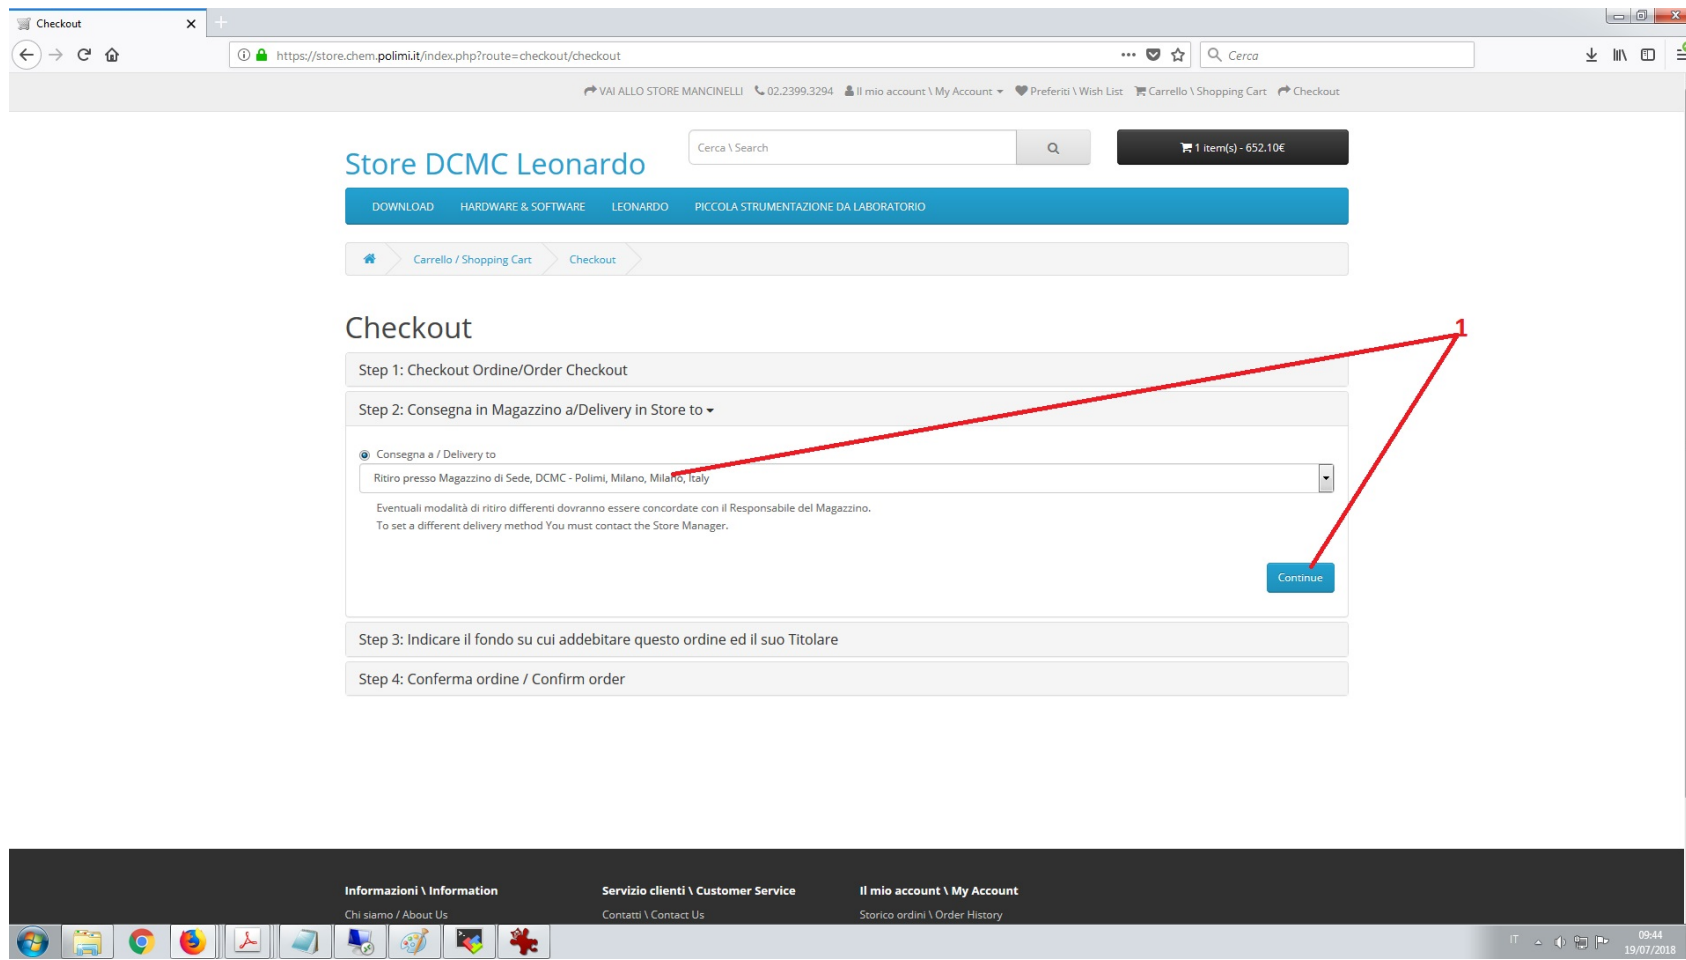 Checkout
https://store.chem.polimi.it/index.php?route=checkout/checkout
Cerca
VAI ALLO STORE MANCINELLI 02.2399.3294 Il mio account \ My Account Preferiti \ Wish List Carrello \ Shopping Cart Checkout
Store DCMC Leonardo
Cerca \ Search
1 item(s) - 652.10€
DOWNLOAD HARDWARE & SOFTWARE LEONARDO PICCOLA STRUMENTAZIONE DA LABORATORIO
Carrello / Shopping Cart Checkout
Checkout
1
Step 1: Checkout Ordine/Order Checkout
Step 2: Consegna in Magazzino a/Delivery in Store to
Consegna a / Delivery to
Ritiro presso Magazzino di Sede, DCMC - Polimi, Milano, Milano, Italy
Eventuali modalità di ritiro differenti dovranno essere concordate con il Responsabile del Magazzino.
To set a different delivery method You must contact the Store Manager.
Continue
Step 3: Indicare il fondo su cui addebitare questo ordine ed il suo Titolare
Step 4: Conferma ordine / Confirm order
Informazioni \ Information Servizio clienti \ Customer Service Il mio account \ My Account
Chi siamo / About Us Contatti \ Contact Us Storico ordini \ Order History
IT
09:44
19/07/2018